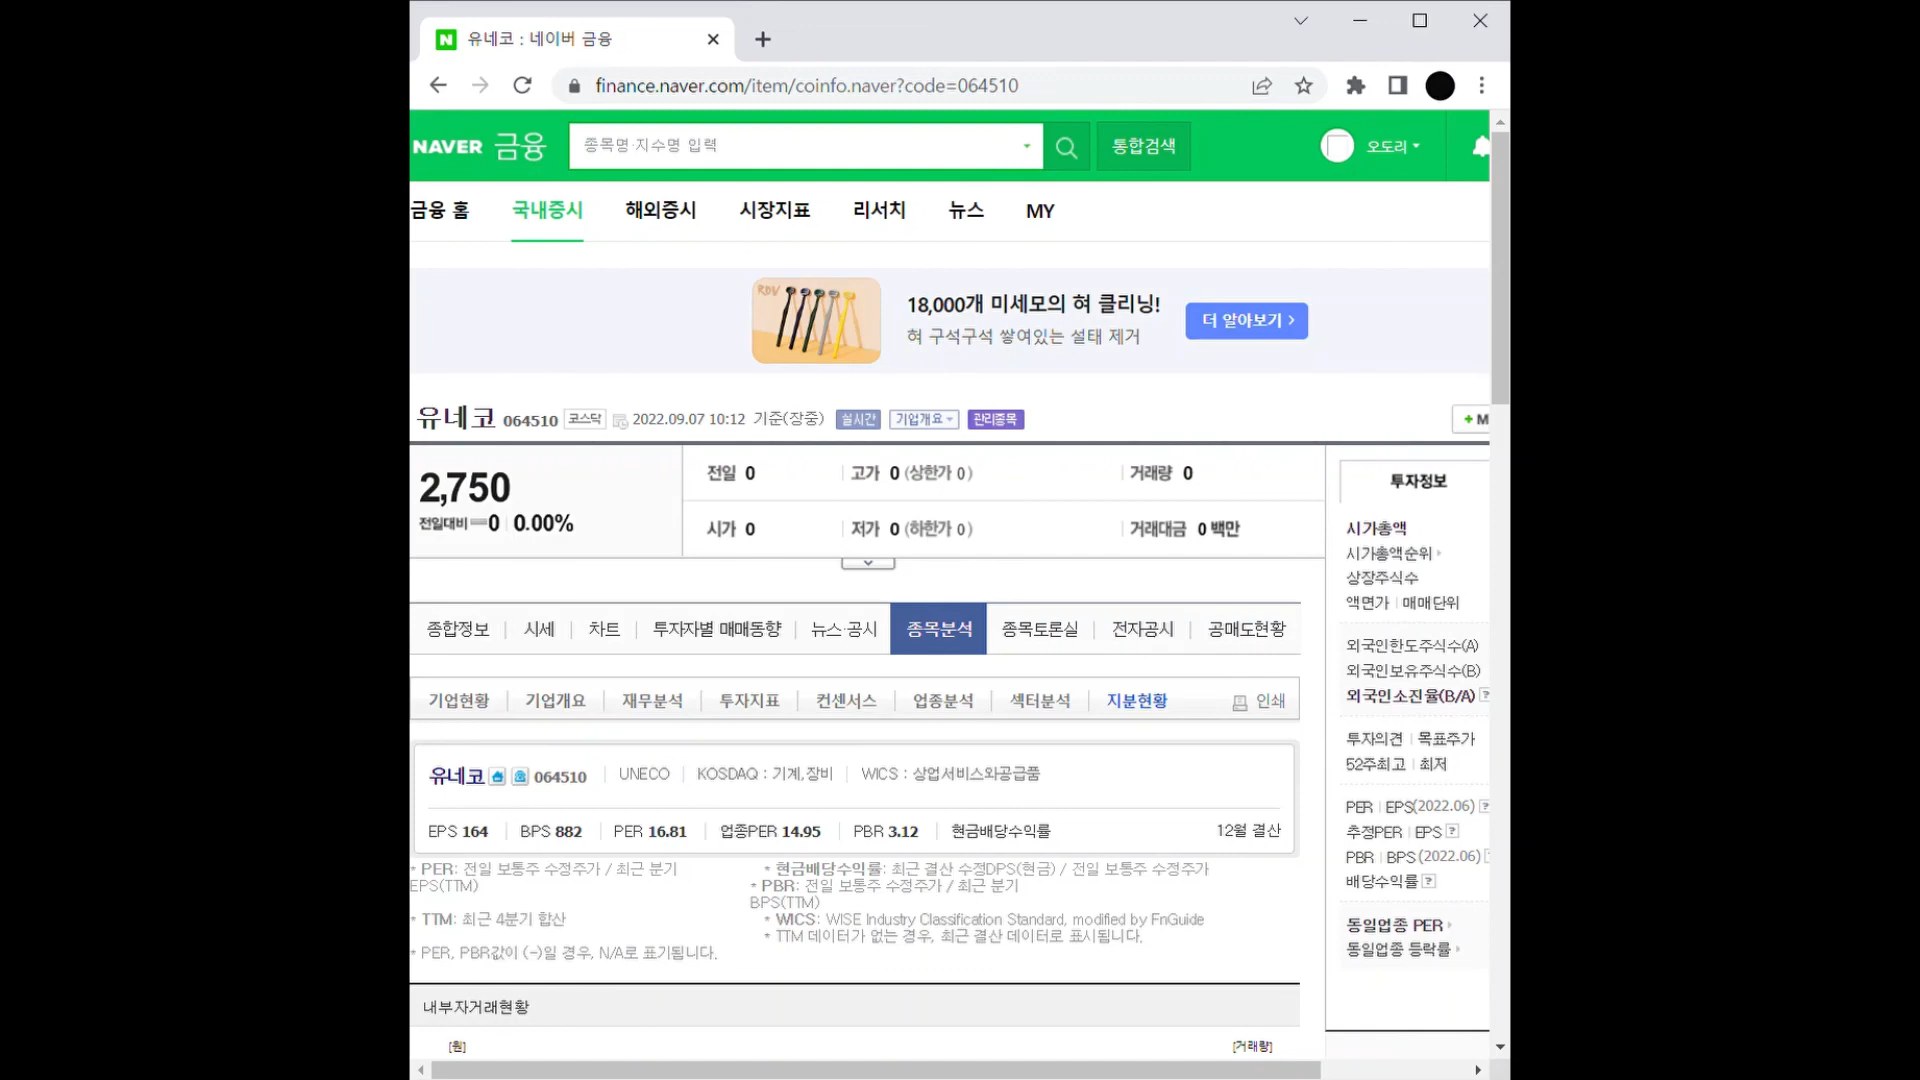 유네코 : 네이버 금융
finance.naver.com/item/coinfo.naver?code=064510
NAVER 금융 종목명·지수명 입력 통합검색 오도리
금융 홈 국내증시 해외증시 시장지표 리서치 뉴스 MY
RDV
18,000개 미세모의 혀 클리닝!
혀 구석구석 쌓여있는 설태 제거
더 알아보기
유네코 064510 코스닥 2022.09.07 10:12 기준(장중) 실시간 기업개요 관리종목
+ M
2,750
전일대비 0 0.00%
전일 0 고가 0 (상한가 0) 거래량 0
시가 0 저가 0 (하한가 0) 거래대금 0 백만
종합정보 시세 차트 투자자별 매매동향 뉴스·공시 종목분석 종목토론실 전자공시 공매도현황
기업현황 기업개요 재무분석 투자지표 컨센서스 업종분석 섹터분석 지분현황 인쇄
유네코 064510 UNECO KOSDAQ : 기계,장비 WICS : 상업서비스와공급품
EPS 164 BPS 882 PER 16.81 업종PER 14.95 PBR 3.12 현금배당수익률 12월 결산
* PER: 전일 보통주 수정주가 / 최근 분기
EPS(TTM)
* TTM: 최근 4분기 합산
* PER, PBR값이 (-)일 경우, N/A로 표기됩니다.
* 현금배당수익률: 최근 결산 수정DPS(현금) / 전일 보통주 수정주가
* PBR: 전일 보통주 수정주가 / 최근 분기
BPS(TTM)
* WICS: WISE Industry Classification Standard, modified by FnGuide
* TTM 데이터가 없는 경우, 최근 결산 데이터로 표시됩니다.
내부자거래현황
[원] [거래량]
투자정보
시가총액
시가총액순위
상장주식수
액면가 매매단위
외국인한도주식수(A)
외국인보유주식수(B)
외국인소진율(B/A) ?
투자의견 목표주가
52주최고 최저
PER EPS(2022.06) ?
추정PER EPS ?
PBR BPS (2022.06)
배당수익률 ?
동일업종 PER
동일업종 등락률